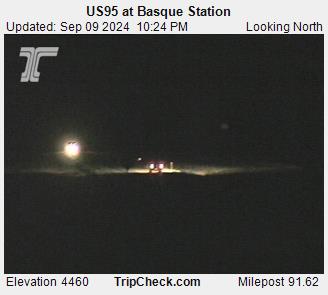 US95 at Basque Station
Updated: Sep 09 2024 10:24 PM Looking North
Elevation 4460 TripCheck.com Milepost 91.62